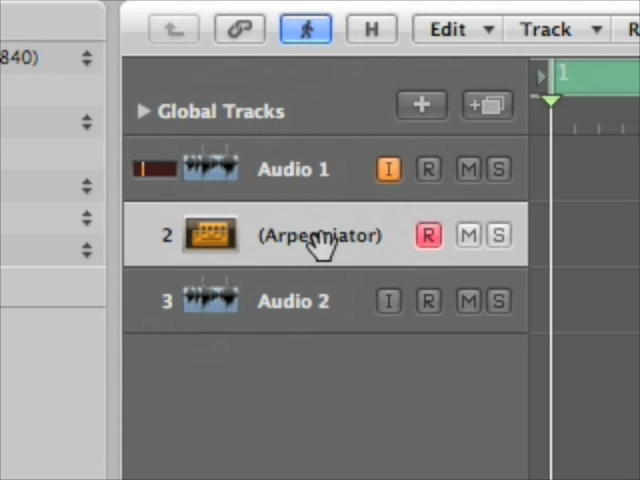 840)
H
Edit
Track
R
1
Global Tracks
Audio 1
I
R
M
S
2
(Arpeggiator)
R
M
S
3
Audio 2
I
R
M
S